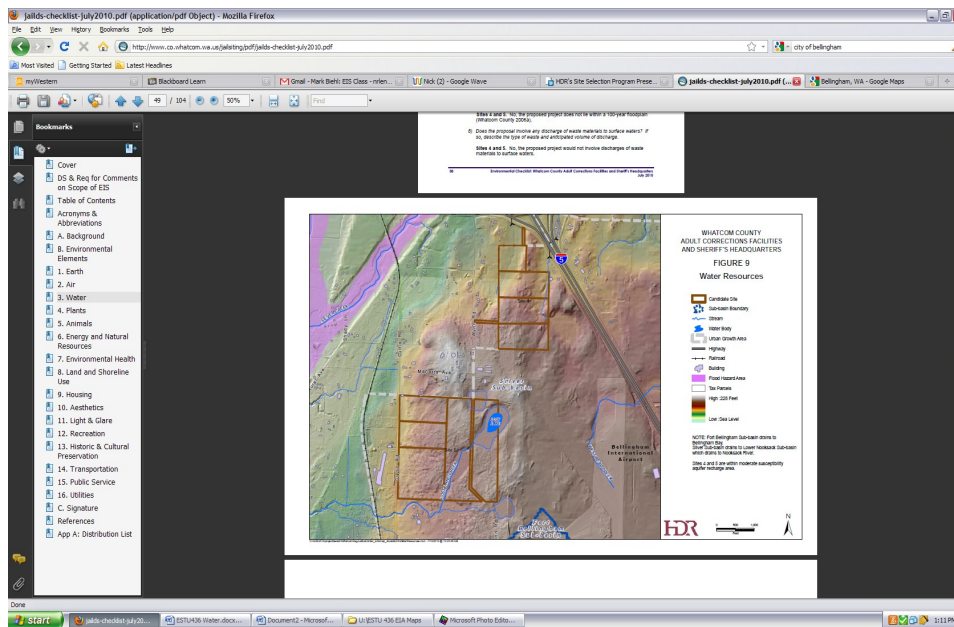 jailds-checklist-july2010.pdf (application/pdf Object) - Mozilla Firefox
File Edit View History Bookmarks Tools Help
http://www.co.whatcom.wa.us/jailsiting/pdf/jailds-checklist-july2010.pdf
city of bellingham
Most Visited Getting Started Latest Headlines
myWestern
Blackboard Learn
Gmail - Mark Biehl: EIS Class - nrlen...
Nick (2) - Google Wave
HDR's Site Selection Program Prese...
jailds-checklist-july2010.pdf (...
Bellingham, WA - Google Maps
49 / 104 50% Find
Bookmarks
Cover
DS & Req for Comments
on Scope of EIS
Table of Contents
Acronyms &
Abbreviations
A. Background
B. Environmental
Elements
1. Earth
2. Air
3. Water
4. Plants
5. Animals
6. Energy and Natural
Resources
7. Environmental Health
8. Land and Shoreline
Use
9. Housing
10. Aesthetics
11. Light & Glare
12. Recreation
13. Historic & Cultural
Preservation
14. Transportation
15. Public Service
16. Utilities
C. Signature
References
App A: Distribution List
Sites 4 and 5. No, the proposed project does not lie within a 100-year floodplain
(Whatcom County 2005a).
6) Does the proposal involve any discharge of waste materials to surface waters? If
so, describe the type of waste and anticipated volume of discharge.
Sites 4 and 5. No, the proposed project would not involve discharges of waste
materials to surface waters.
Environmental Checklist Whatcom County Adult Corrections Facilities and Sheriff's Headquarters
July 2010
5
Silver
Sub-basin
Bellingham
International
Airport
WHATCOM COUNTY
ADULT CORRECTIONS FACILITIES
AND SHERIFF'S HEADQUARTERS
FIGURE 9
Water Resources
Candidate Site
Sub-basin Boundary
Stream
Water Body
Urban Growth Area
Highway
Railroad
Building
Flood Hazard Area
Tax Parcels
High :228 Feet
Low :Sea Level
NOTE: Fort Bellingham Sub-basin drains to
Bellingham Bay.
Silver Sub-basin drains to Lower Nooksack Sub-basin
which drains to Nooksack River.
Sites 4 and 5 are within moderate susceptibility
aquifer recharge area.
HDR
Feet
N
Done
start
jailds-checklist-july20...
ESTU436 Water.docx...
Document2 - Microsof...
U:\ESTU 436 EIA Maps
Microsoft Photo Edito...
1:11 PM